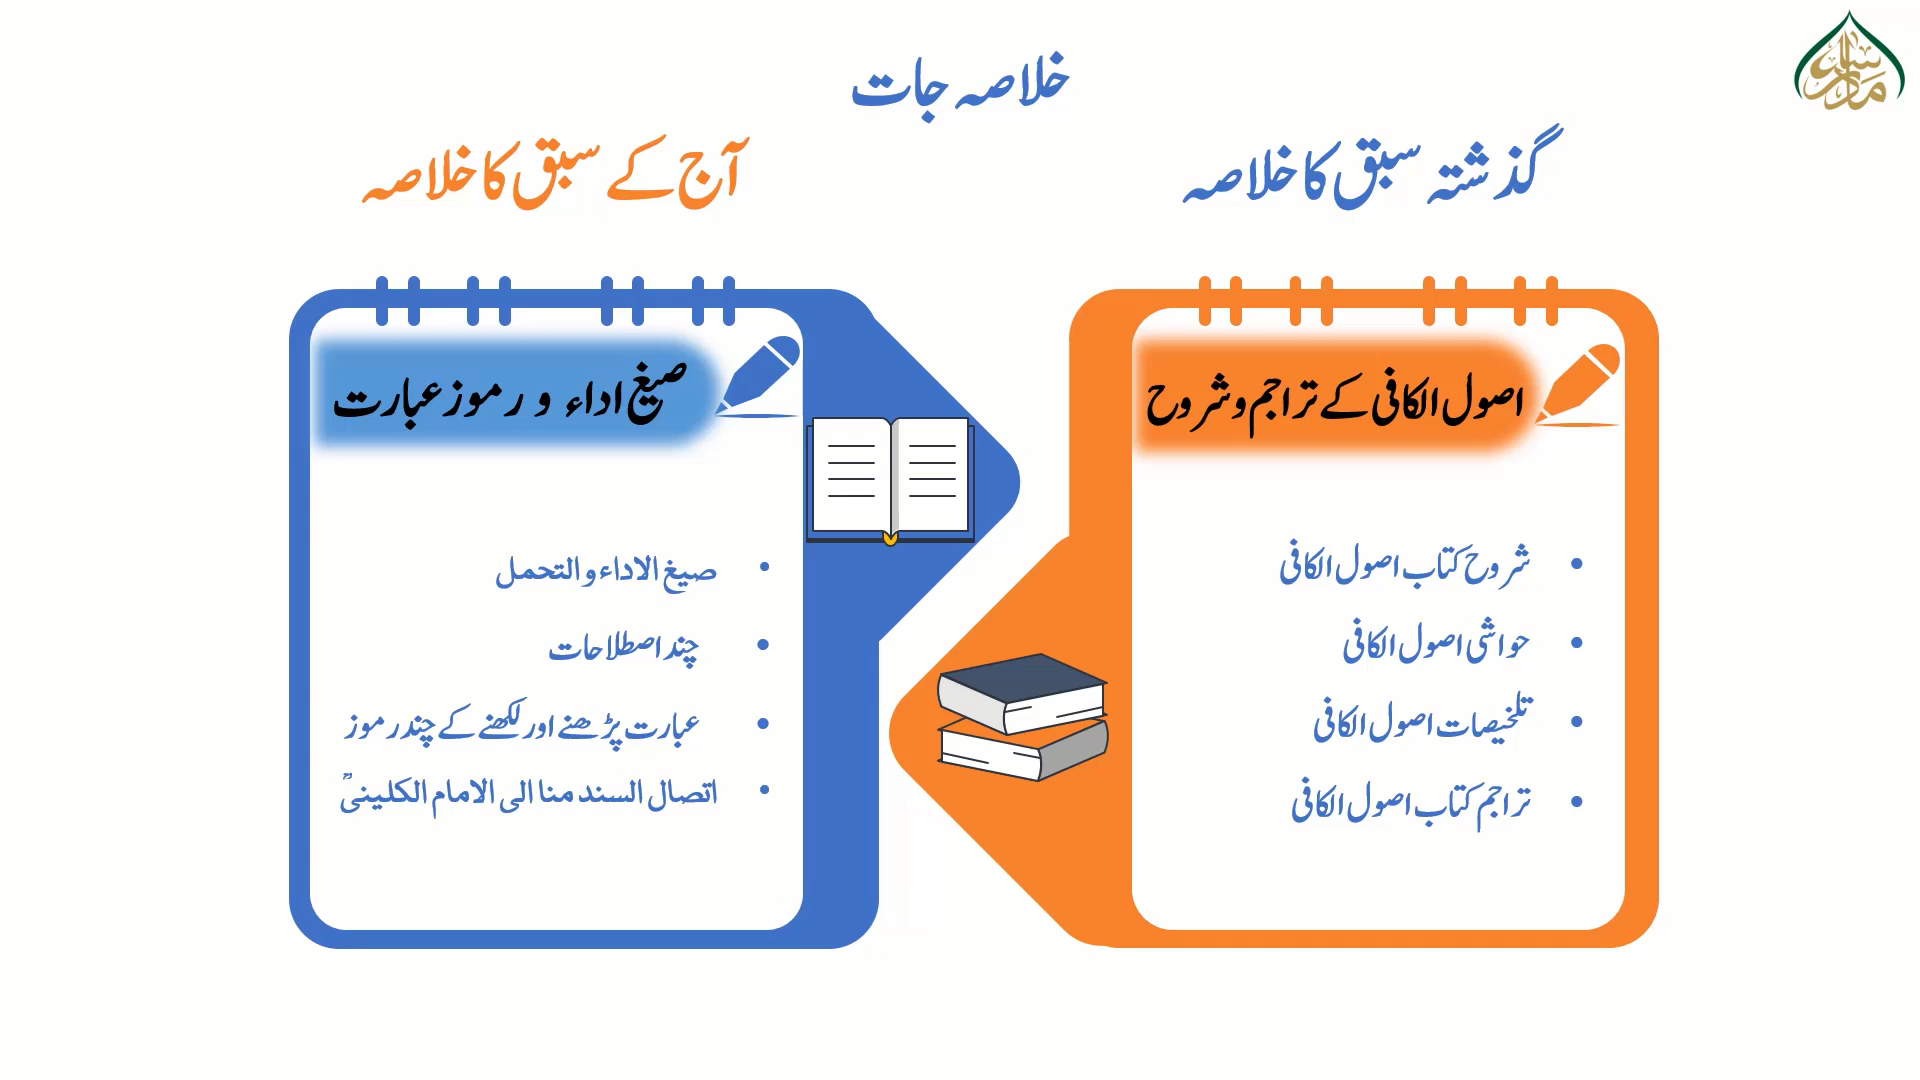 خلاصہ جات
گذشتہ سبق کا خلاصہ
اصول الکافی کے تراجم و شروح
شروح کتاب اصول الکافی
حواشی اصول الکافی
تلخیصات اصول الکافی
تراجم کتاب اصول الکافی
آج کے سبق کا خلاصہ
صیغ اداء و رموز عبارت
صیغ الاداء و التحمل
چند اصطلاحات
عبارت پڑھنے اور لکھنے کے چند رموز
اتصال السند منا الی الامام الکلینیؒ